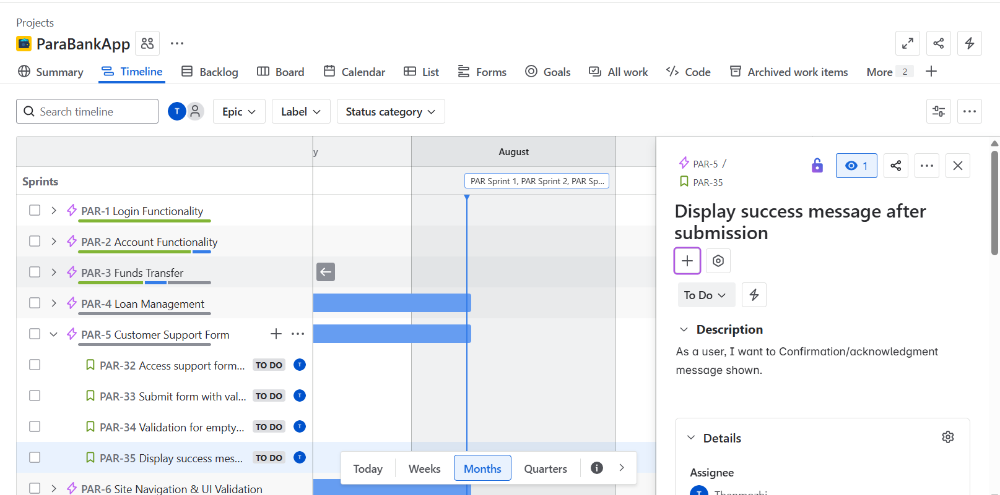 Projects
ParaBankApp
Summary Timeline Backlog Board Calendar List Forms Goals All work Code Archived work items More 2
Search timeline T Epic Label Status category
y August
Sprints PAR Sprint 1, PAR Sprint 2, PAR Sp...
PAR-1 Login Functionality
PAR-2 Account Functionality
PAR-3 Funds Transfer
PAR-4 Loan Management
PAR-5 Customer Support Form
PAR-32 Access support form... TO DO T
PAR-33 Submit form with val... TO DO T
PAR-34 Validation for empty... TO DO T
PAR-35 Display success mes... TO DO T
PAR-6 Site Navigation & UI Validation
Today Weeks Months Quarters
PAR-5 /
PAR-35
1
Display success message after
submission
To Do
Description
As a user, I want to Confirmation/acknowledgment
message shown.
Details
Assignee
T Thenmozhi